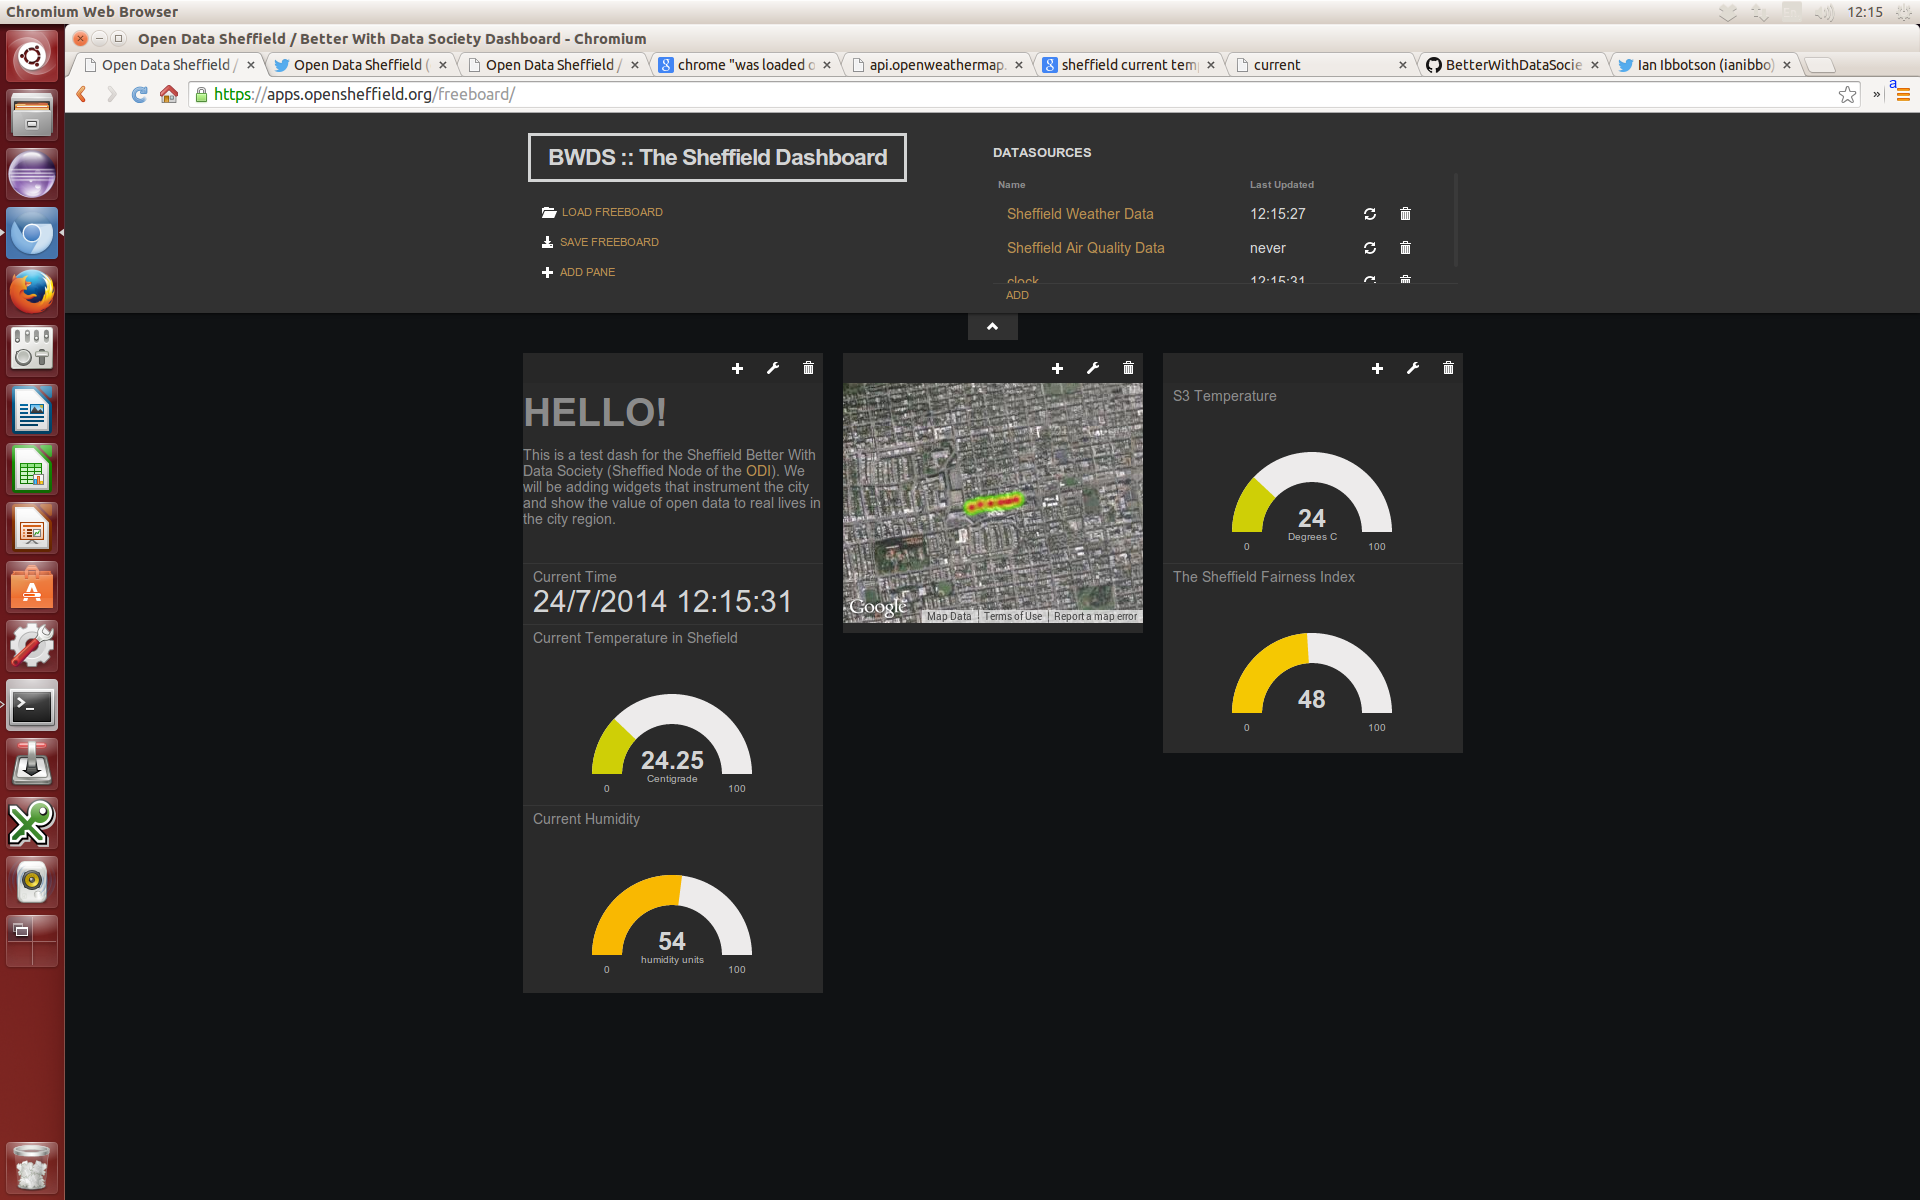 Chromium Web Browser
12:15
Open Data Sheffield / Better With Data Society Dashboard - Chromium
Open Data Sheffield /
Open Data Sheffield (
Open Data Sheffield /
chrome "was loaded o
api.openweathermap.
sheffield current tem
current
BetterWithDataSocie
Ian Ibbotson (ianibbo)
https://apps.opensheffield.org/freeboard/
BWDS :: The Sheffield Dashboard
LOAD FREEBOARD
SAVE FREEBOARD
ADD PANE
DATASOURCES
Name Last Updated
Sheffield Weather Data 12:15:27
Sheffield Air Quality Data never
clock 12:15:31
ADD
HELLO!
This is a test dash for the Sheffield Better With
Data Society (Sheffied Node of the ODI). We
will be adding widgets that instrument the city
and show the value of open data to real lives in
the city region.
Current Time
24/7/2014 12:15:31
Current Temperature in Shefield
24.25
Centigrade
0 100
Current Humidity
54
humidity units
0 100
Google
Map Data Terms of Use Report a map error
S3 Temperature
24
Degrees C
0 100
The Sheffield Fairness Index
48
0 100